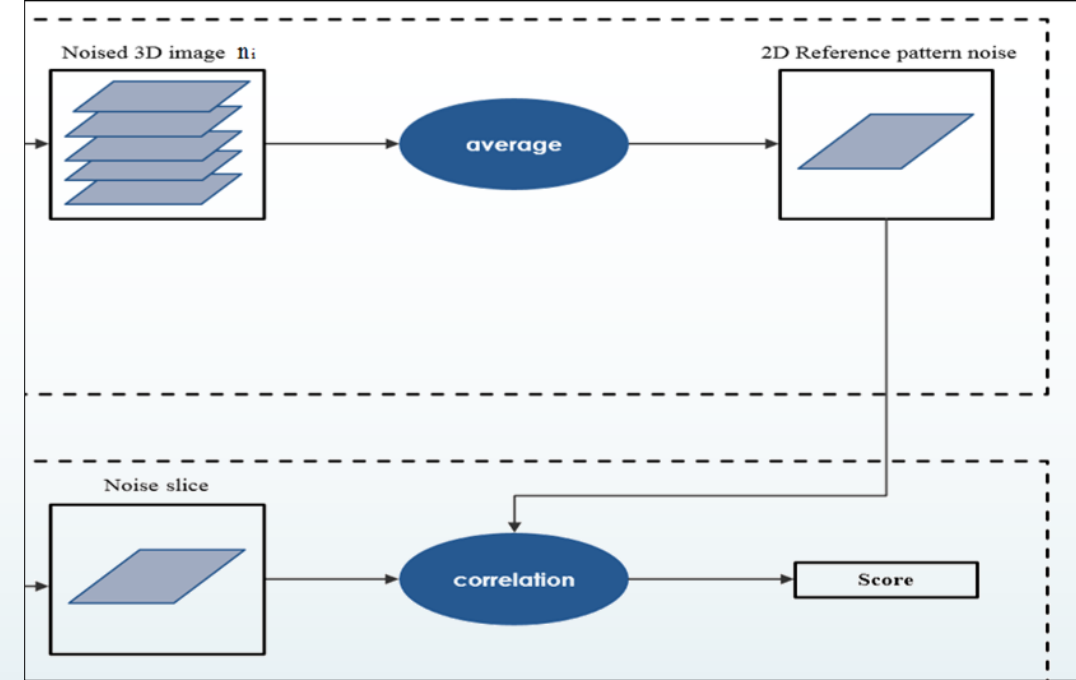 Noised 3D image nᵢ
2D Reference pattern noise
average
Noise slice
correlation
Score